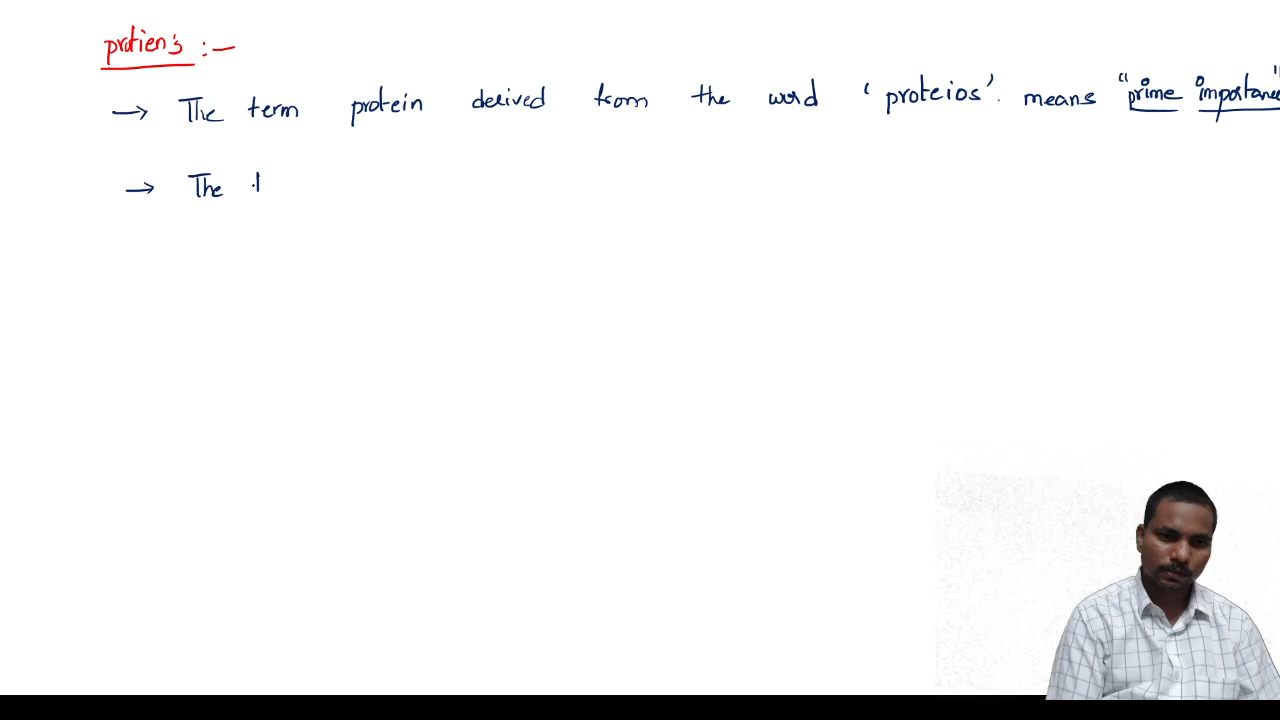 protien's :-
→ The term protein derived from the word 'proteios'. means "prime importance"
→ The